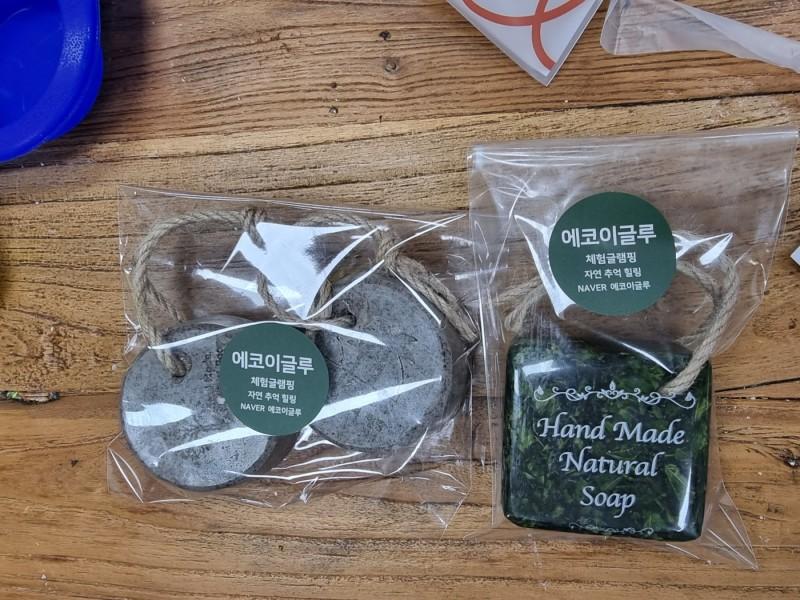 에코이글루
체험글램핑
자연 추억 힐링
NAVER 에코이글루
에코이글루
체험글램핑
자연 추억 힐링
NAVER 에코이글루
Hand Made
Natural
Soap